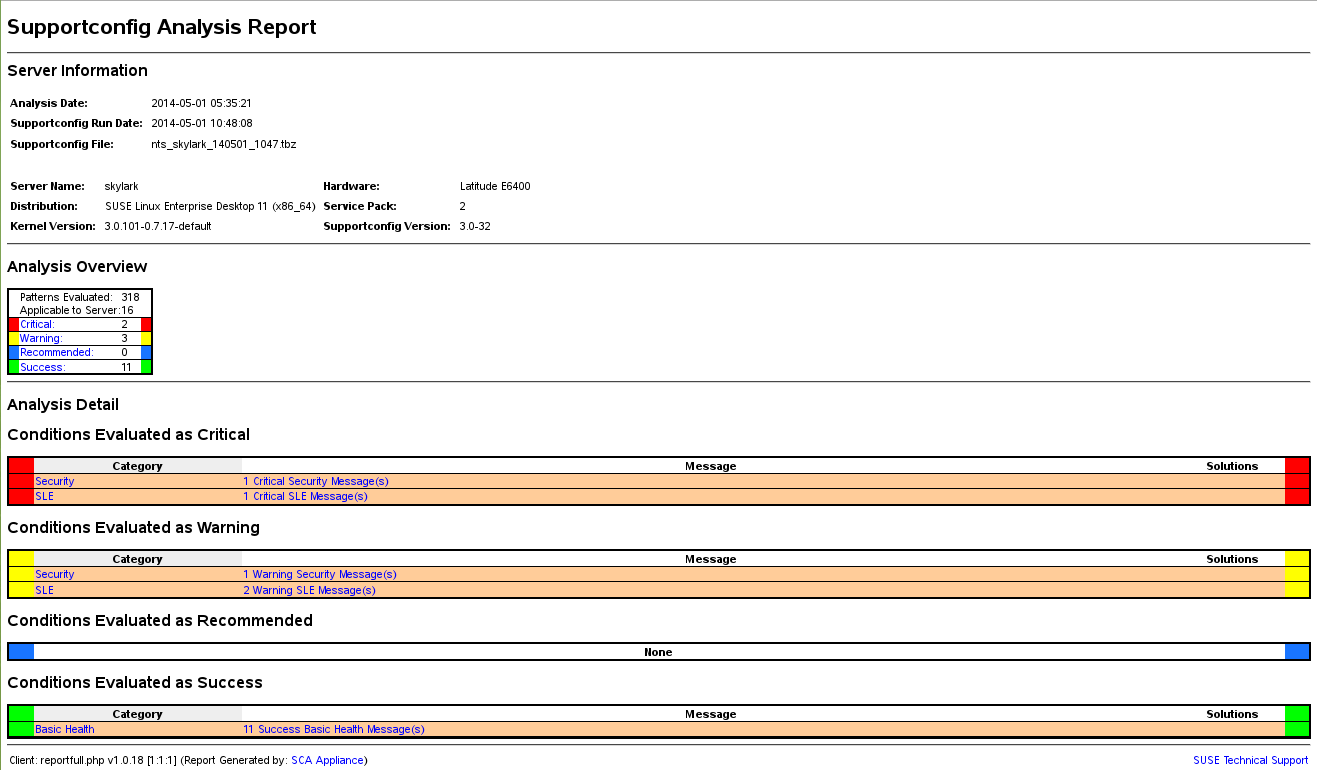 Supportconfig Analysis Report
Server Information
Analysis Date: 2014-05-01 05:35:21
Supportconfig Run Date: 2014-05-01 10:48:08
Supportconfig File: nts_skylark_140501_1047.tbz
Server Name: skylark Hardware: Latitude E6400
Distribution: SUSE Linux Enterprise Desktop 11 (x86_64) Service Pack: 2
Kernel Version: 3.0.101-0.7.17-default Supportconfig Version: 3.0-32
Analysis Overview
Patterns Evaluated: 318
Applicable to Server:16
Critical: 2
Warning: 3
Recommended: 0
Success: 11
Analysis Detail
Conditions Evaluated as Critical
Category Message Solutions
Security 1 Critical Security Message(s)
SLE 1 Critical SLE Message(s)
Conditions Evaluated as Warning
Category Message Solutions
Security 1 Warning Security Message(s)
SLE 2 Warning SLE Message(s)
Conditions Evaluated as Recommended
None
Conditions Evaluated as Success
Category Message Solutions
Basic Health 11 Success Basic Health Message(s)
Client: reportfull.php v1.0.18 [1:1:1] (Report Generated by: SCA Appliance) SUSE Technical Support